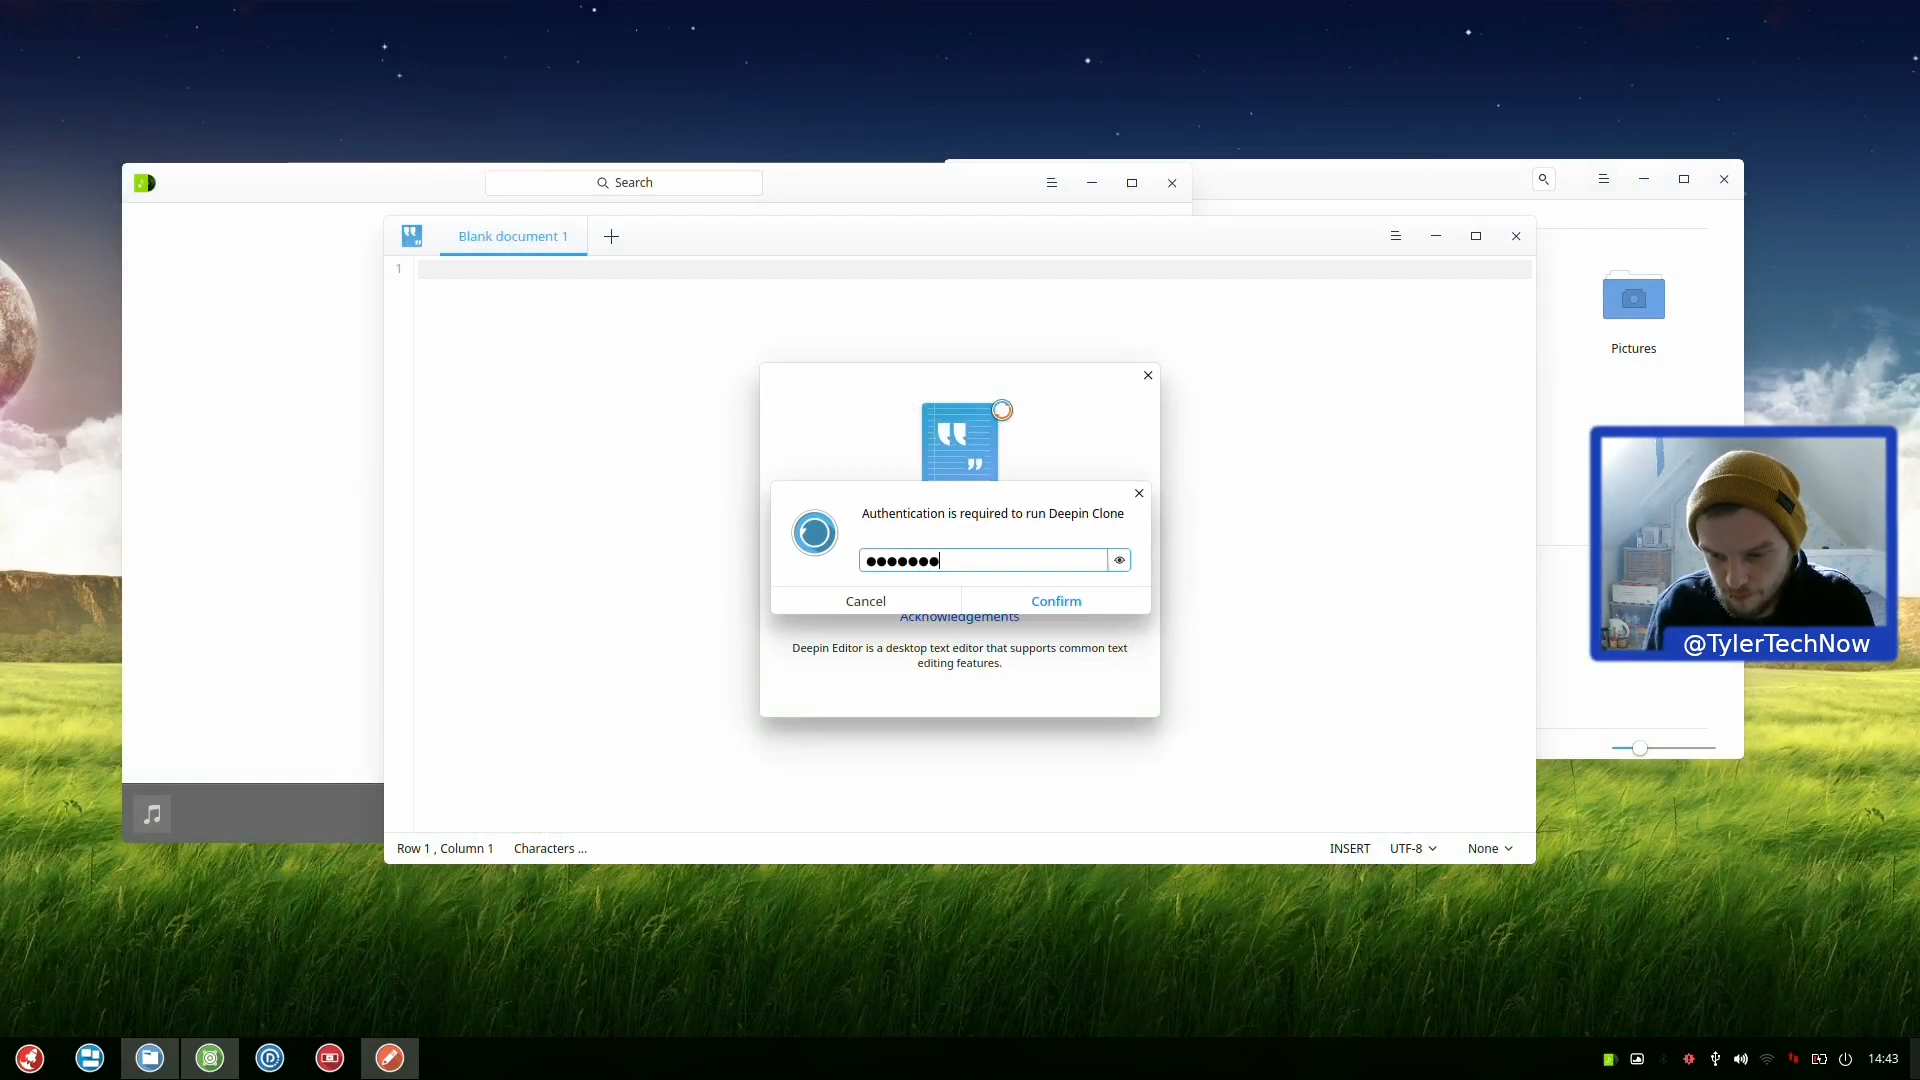 Search
Blank document 1
1
Pictures
Authentication is required to run Deepin Clone
●●●●●●●
Cancel
Confirm
Acknowledgements
Deepin Editor is a desktop text editor that supports common text
editing features.
@TylerTechNow
Row 1 , Column 1
Characters ...
INSERT
UTF-8
None
14:43